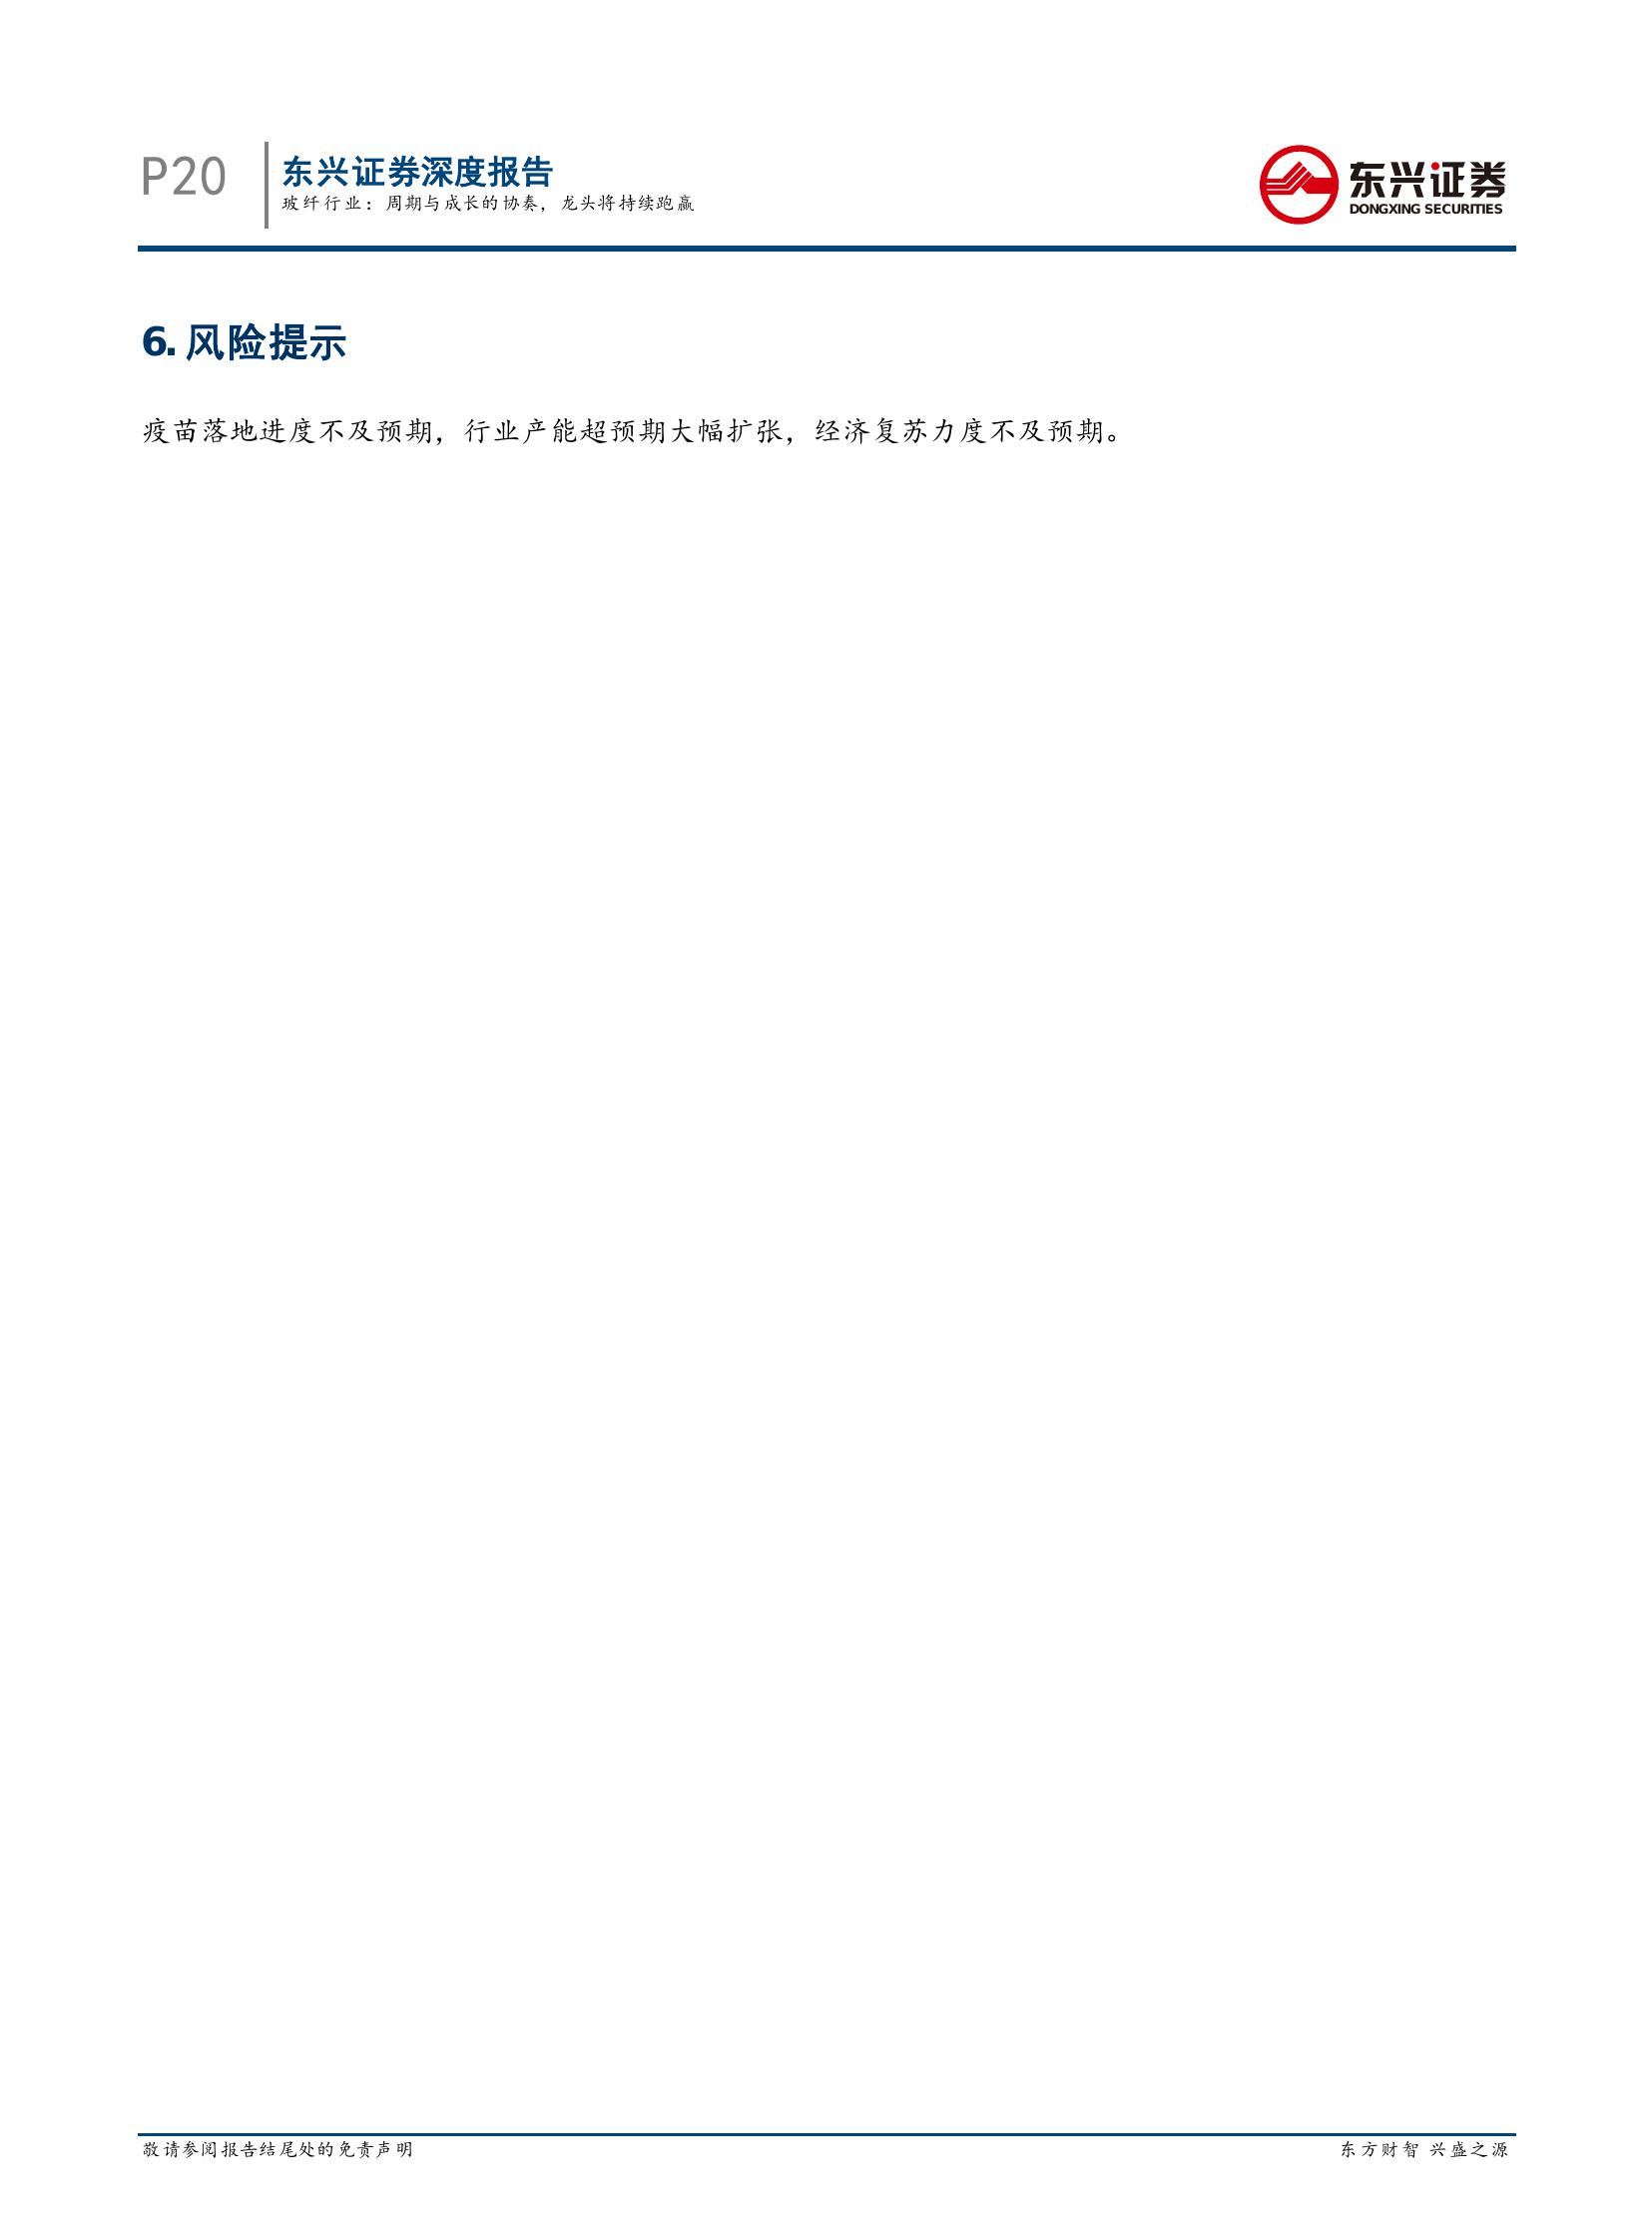 P20
东兴证券深度报告
玻纤行业：周期与成长的协奏，龙头将持续跑赢
东兴证券
DONGXING SECURITIES
6. 风险提示
疫苗落地进度不及预期，行业产能超预期大幅扩张，经济复苏力度不及预期。
敬请参阅报告结尾处的免责声明
东方财智 兴盛之源